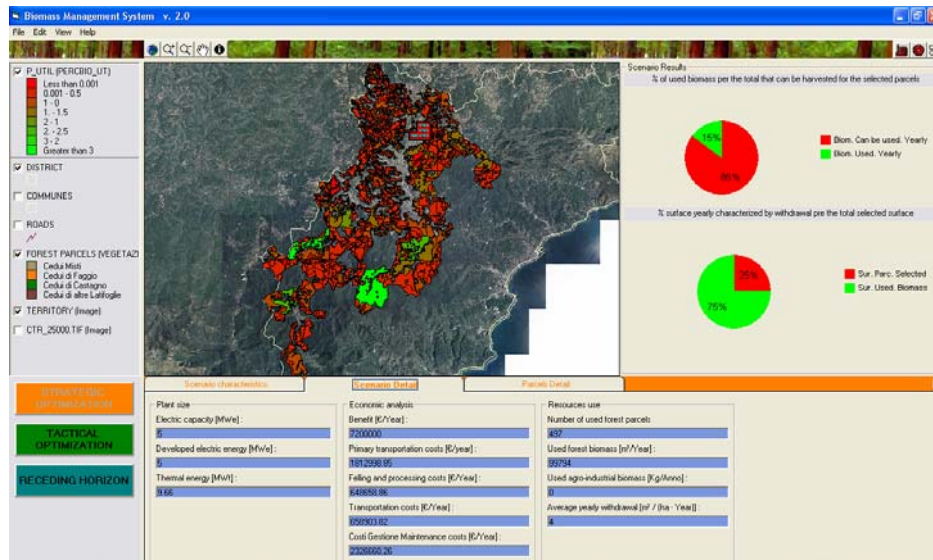 Biomass Management System v. 2.0
File Edit View Help
P_UTIL (PERCBIO_UT)
Less than 0.001
0.001 - 0.5
1 - 0
1. - 1.5
2 - 1
2. - 2.5
3 - 2
Greater than 3
DISTRICT
COMMUNES
ROADS
FOREST PARCELS (VEGETAZI
Cedui Misti
Cedui di Faggio
Cedui di Castagno
Cedui di altre Latifoglie
TERRITORY (Image)
CTR_25000.TIF (Image)
Scenario Results
% of used biomass per the total that can be harvested for the selected parcels
15%
Biom. Can be used. Yearly
Biom. Used. Yearly
% surface yearly characterized by withdrawal pre the total selected surface
25%
75%
Sur. Parc. Selected
Sur. Used. Biomass
STRATEGIC
OPTIMIZATION
TACTICAL
OPTIMIZATION
RECEDING HORIZON
Scenario characteristics
Scenario Detail
Parcels Detail
Plant size
Electric capacity [MWe] :
5
Developed electric energy [MWe] :
5
Thermal energy [MWt] :
9.66
Economic analysis
Benefit [€/Year] :
7200000
Primary transportation costs [€/year] :
1812998.85
Felling and processing costs [€/Year] :
648658.86
Transportation costs [€/Year] :
658903.82
Costi Gestione Maintenance costs [€/Year] :
2326660.26
Resources use
Number of used forest parcels
497
Used forest biomass [m³/Year] :
99794
Used agro-industrial biomass [Kg/Anno] :
0
Average yearly withdrawal [m³ / (ha · Year)] :
4